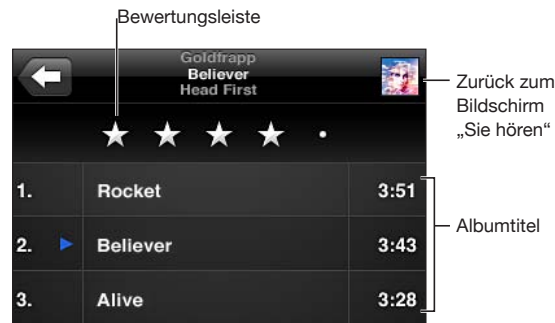 Bewertungsleiste
Goldfrapp
Believer
Head First
Zurück zum
Bildschirm
„Sie hören“
1. Rocket 3:51
2. Believer 3:43
3. Alive 3:28
Albumtitel